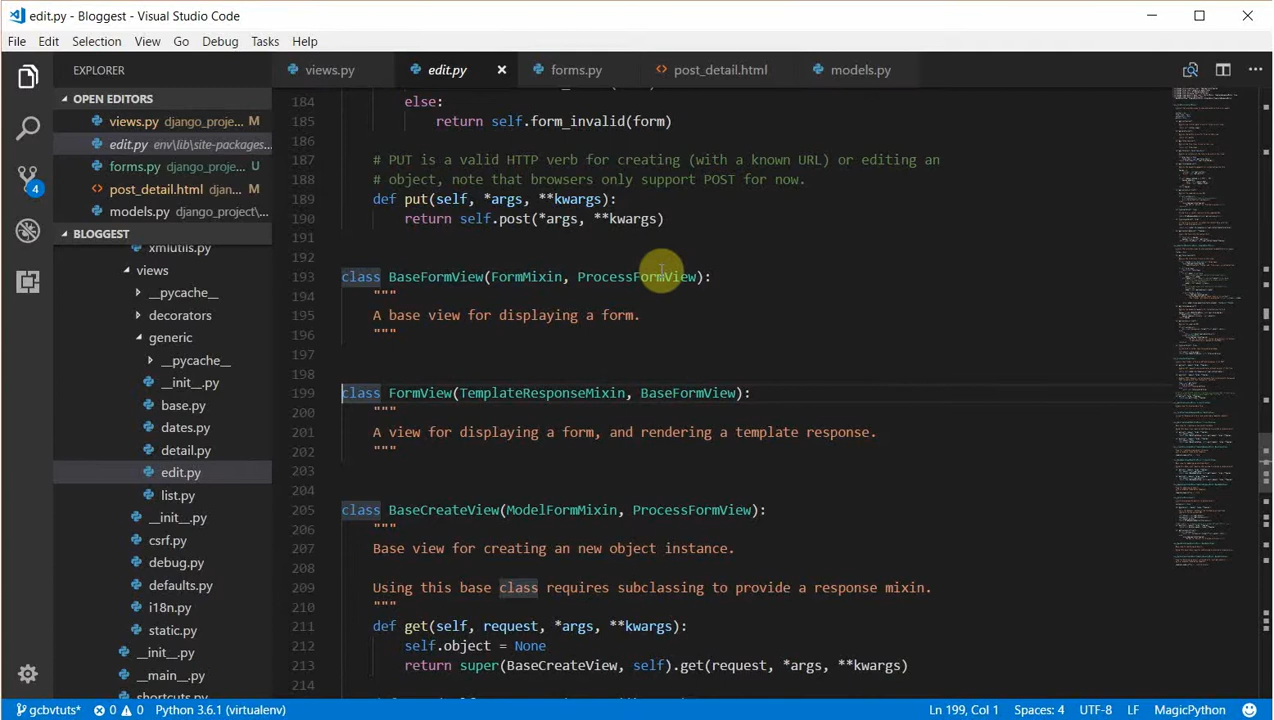 edit.py - Bloggest - Visual Studio Code
File Edit Selection View Go Debug Tasks Help
EXPLORER
OPEN EDITORS
views.py django_proje... M
edit.py env\lib\site-packages...
forms.py django_project... U
post_detail.html djan... M
models.py django_project\...
BLOGGEST
xmlutils.py
views
__pycache__
decorators
generic
__pycache__
__init__.py
base.py
dates.py
detail.py
edit.py
list.py
__init__.py
csrf.py
debug.py
defaults.py
i18n.py
static.py
__init__.py
__main__.py
shortcuts.py
4
views.py edit.py forms.py post_detail.html models.py
184 else:
185 return self.form_invalid(form)
186
187 # PUT is a valid HTTP verb for creating (with a known URL) or editing an
188 # object, note that browsers only support POST for now.
189 def put(self, *args, **kwargs):
190 return self.post(*args, **kwargs)
191
192
193 class BaseFormView(FormMixin, ProcessFormView):
194 """
195 A base view for displaying a form.
196 """
197
198
199 class FormView(TemplateResponseMixin, BaseFormView):
200 """
201 A view for displaying a form, and rendering a template response.
202 """
203
204
205 class BaseCreateView(ModelFormMixin, ProcessFormView):
206 """
207 Base view for creating an new object instance.
208
209 Using this base class requires subclassing to provide a response mixin.
210 """
211 def get(self, request, *args, **kwargs):
212 self.object = None
213 return super(BaseCreateView, self).get(request, *args, **kwargs)
214
gcbvtuts* 0 0 Python 3.6.1 (virtualenv) Ln 199, Col 1 Spaces: 4 UTF-8 LF MagicPython